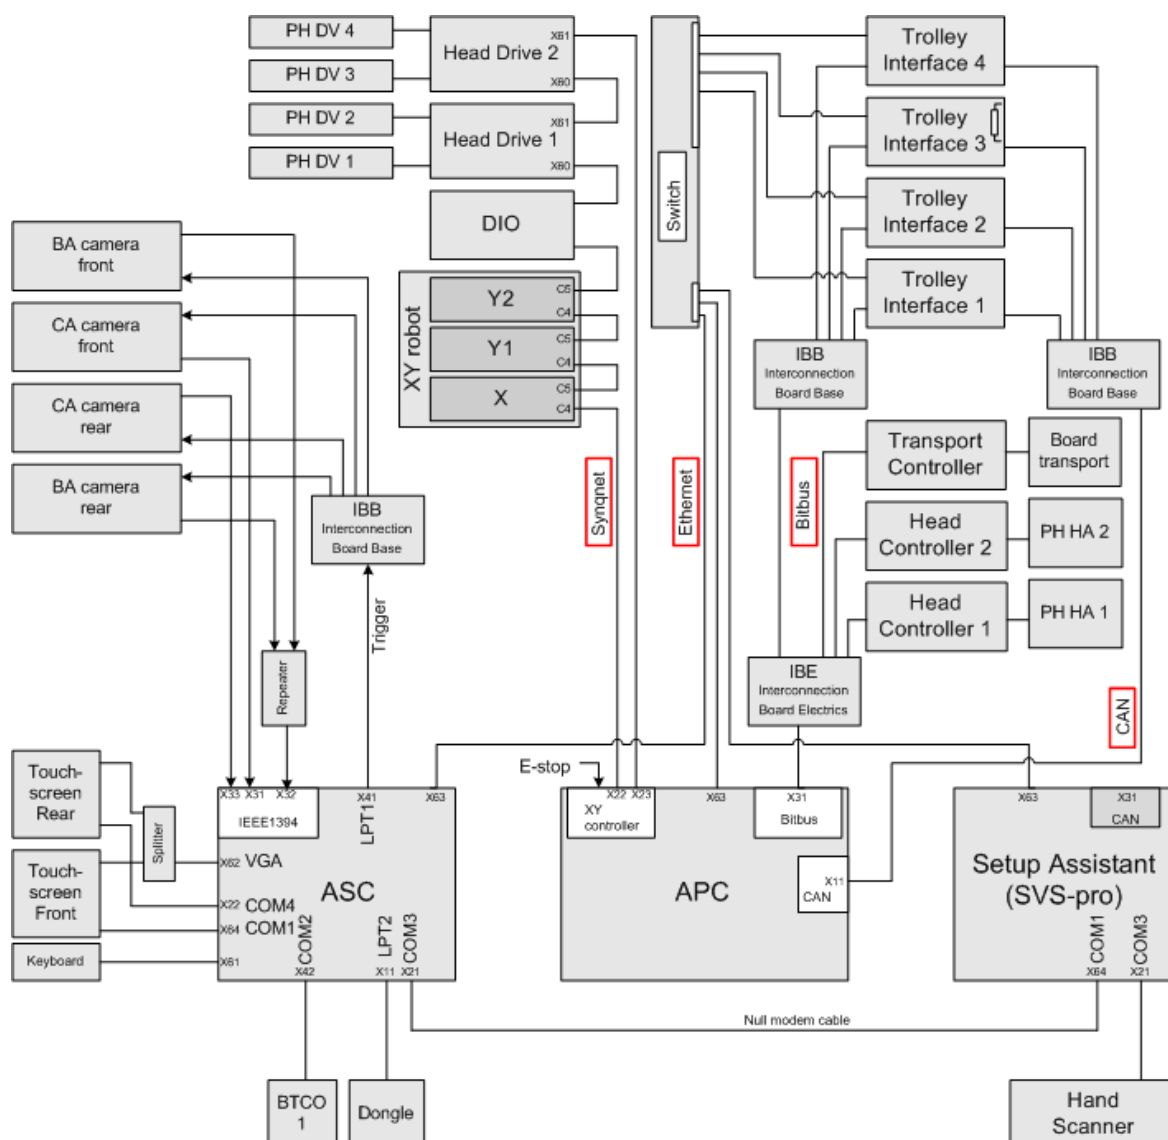 PH DV 4
PH DV 3
PH DV 2
PH DV 1
X61
Head Drive 2
X60
X61
Head Drive 1
X60
DIO
XY robot
C5
Y2
C4
C5
Y1
C4
C5
X
C4
Switch
Trolley
Interface 4
Trolley
Interface 3
Trolley
Interface 2
Trolley
Interface 1
BA camera
front
CA camera
front
CA camera
rear
BA camera
rear
IBB
Interconnection
Board Base
IBB
Interconnection
Board Base
IBB
Interconnection
Board Base
Synqnet
Ethernet
Bitbus
CAN
Transport
Controller
Board
transport
Head
Controller 2
PH HA 2
Head
Controller 1
PH HA 1
IBE
Interconnection
Board Electrics
Trigger
Repeater
E-stop
Touch-
screen
Rear
Splitter
Touch-
screen
Front
Keyboard
X33
X31
X32
IEEE1394
X41
LPT1
X63
X62
VGA
ASC
X22
COM4
X64
COM1
X61
COM2
X42
LPT2
X11
COM3
X21
X22
X23
XY
controller
X63
X31
Bitbus
APC
X11
CAN
X63
X31
CAN
Setup Assistant
(SVS-pro)
COM1
X64
COM3
X21
Null modem cable
BTCO
1
Dongle
Hand
Scanner